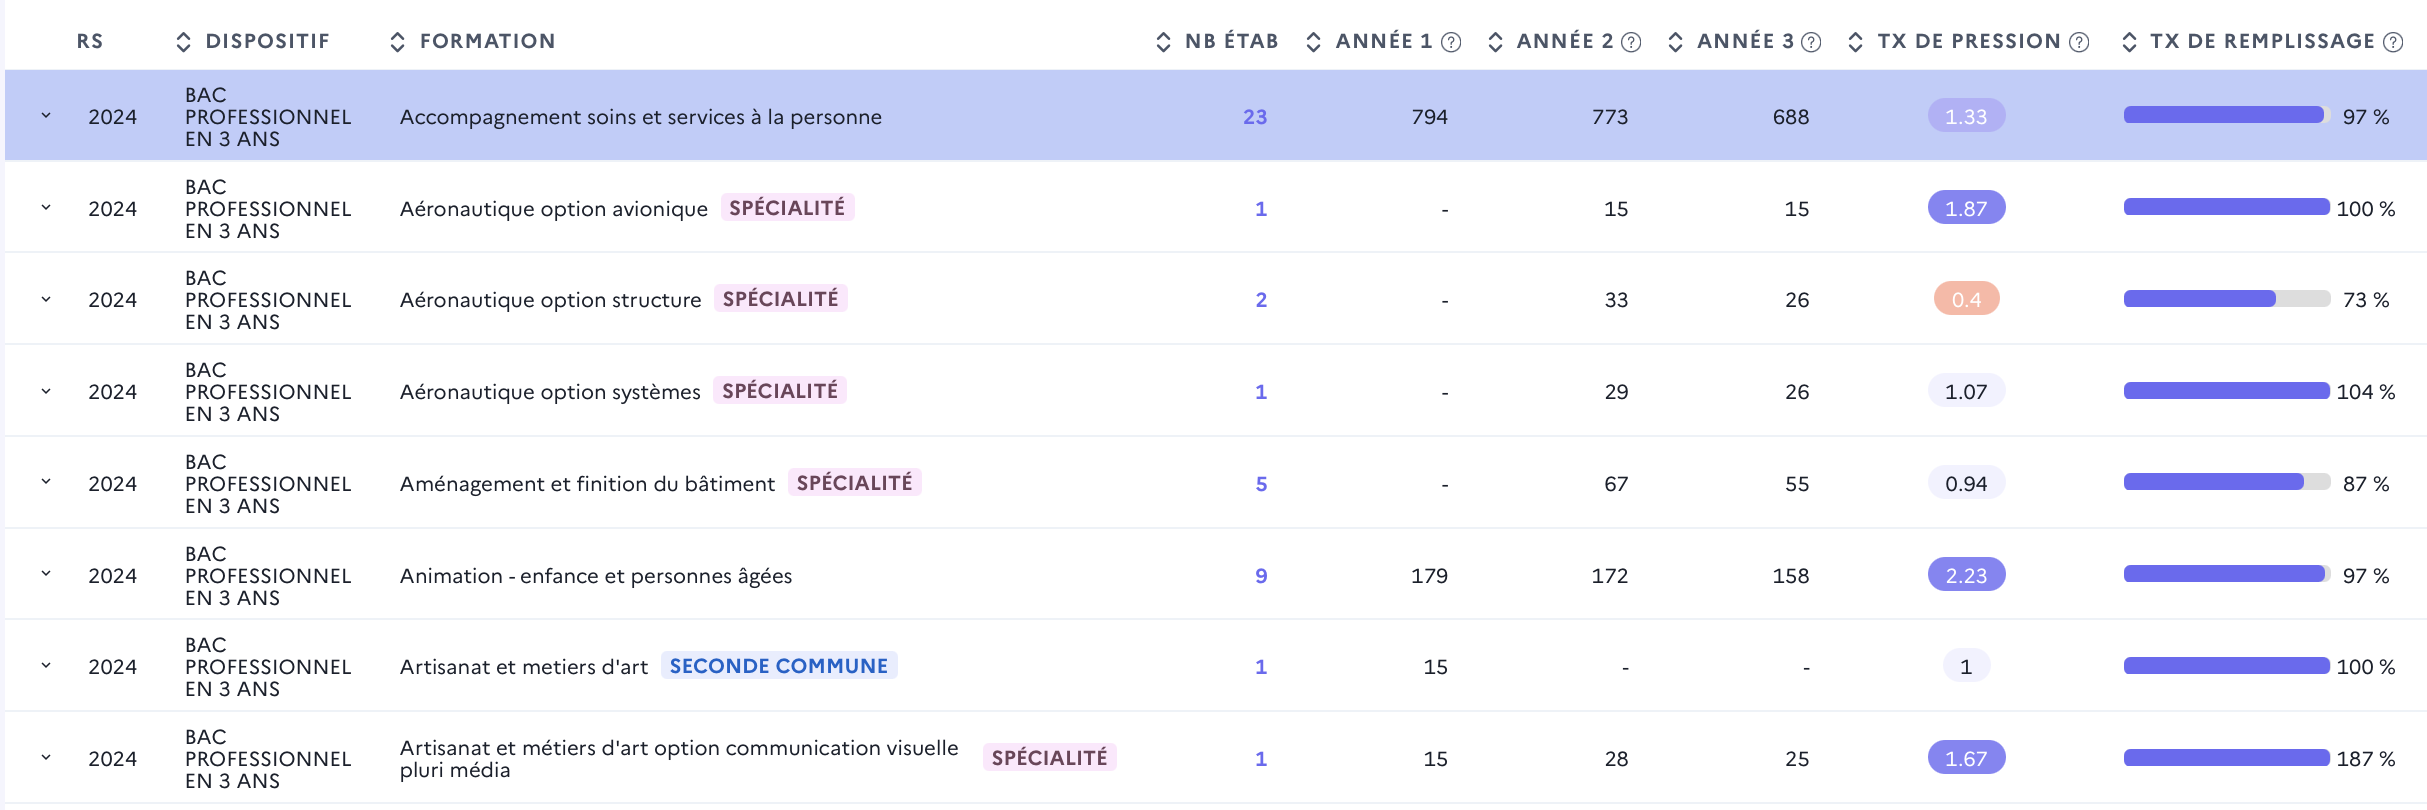 RS DISPOSITIF FORMATION NB ÉTAB ANNÉE 1 ? ANNÉE 2 ? ANNÉE 3 ? TX DE PRESSION ? TX DE REMPLISSAGE ?
BAC
PROFESSIONNEL
EN 3 ANS
2024 Accompagnement soins et services à la personne 23 794 773 688 1.33 97 %
BAC
PROFESSIONNEL
EN 3 ANS
2024 Aéronautique option avionique SPÉCIALITÉ 1 - 15 15 1.87 100 %
BAC
PROFESSIONNEL
EN 3 ANS
2024 Aéronautique option structure SPÉCIALITÉ 2 - 33 26 0.4 73 %
BAC
PROFESSIONNEL
EN 3 ANS
2024 Aéronautique option systèmes SPÉCIALITÉ 1 - 29 26 1.07 104 %
BAC
PROFESSIONNEL
EN 3 ANS
2024 Aménagement et finition du bâtiment SPÉCIALITÉ 5 - 67 55 0.94 87 %
BAC
PROFESSIONNEL
EN 3 ANS
2024 Animation - enfance et personnes âgées 9 179 172 158 2.23 97 %
BAC
PROFESSIONNEL
EN 3 ANS
2024 Artisanat et metiers d'art SECONDE COMMUNE 1 15 - - 1 100 %
BAC
PROFESSIONNEL
EN 3 ANS
2024 Artisanat et métiers d'art option communication visuelle
pluri média SPÉCIALITÉ 1 15 28 25 1.67 187 %